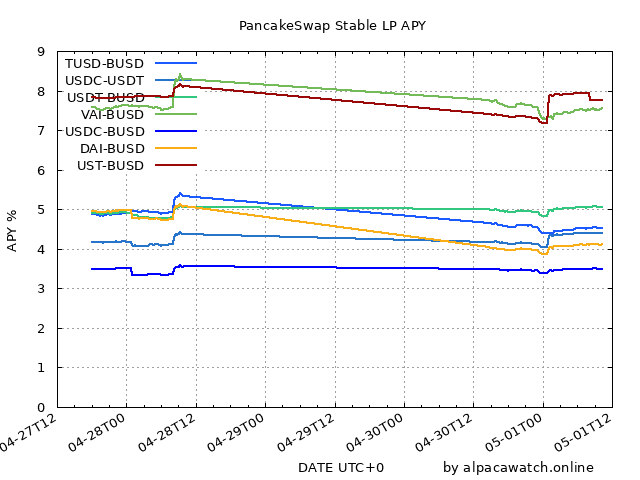 PancakeSwap Stable LP APY
9
8
7
6
5
4
3
2
1
0
APY %
TUSD-BUSD
USDC-USDT
USDT-BUSD
VAI-BUSD
USDC-BUSD
DAI-BUSD
UST-BUSD
04-27T12
04-28T00
04-28T12
04-29T00
04-29T12
04-30T00
04-30T12
05-01T00
05-01T12
DATE UTC+0
by alpacawatch.online